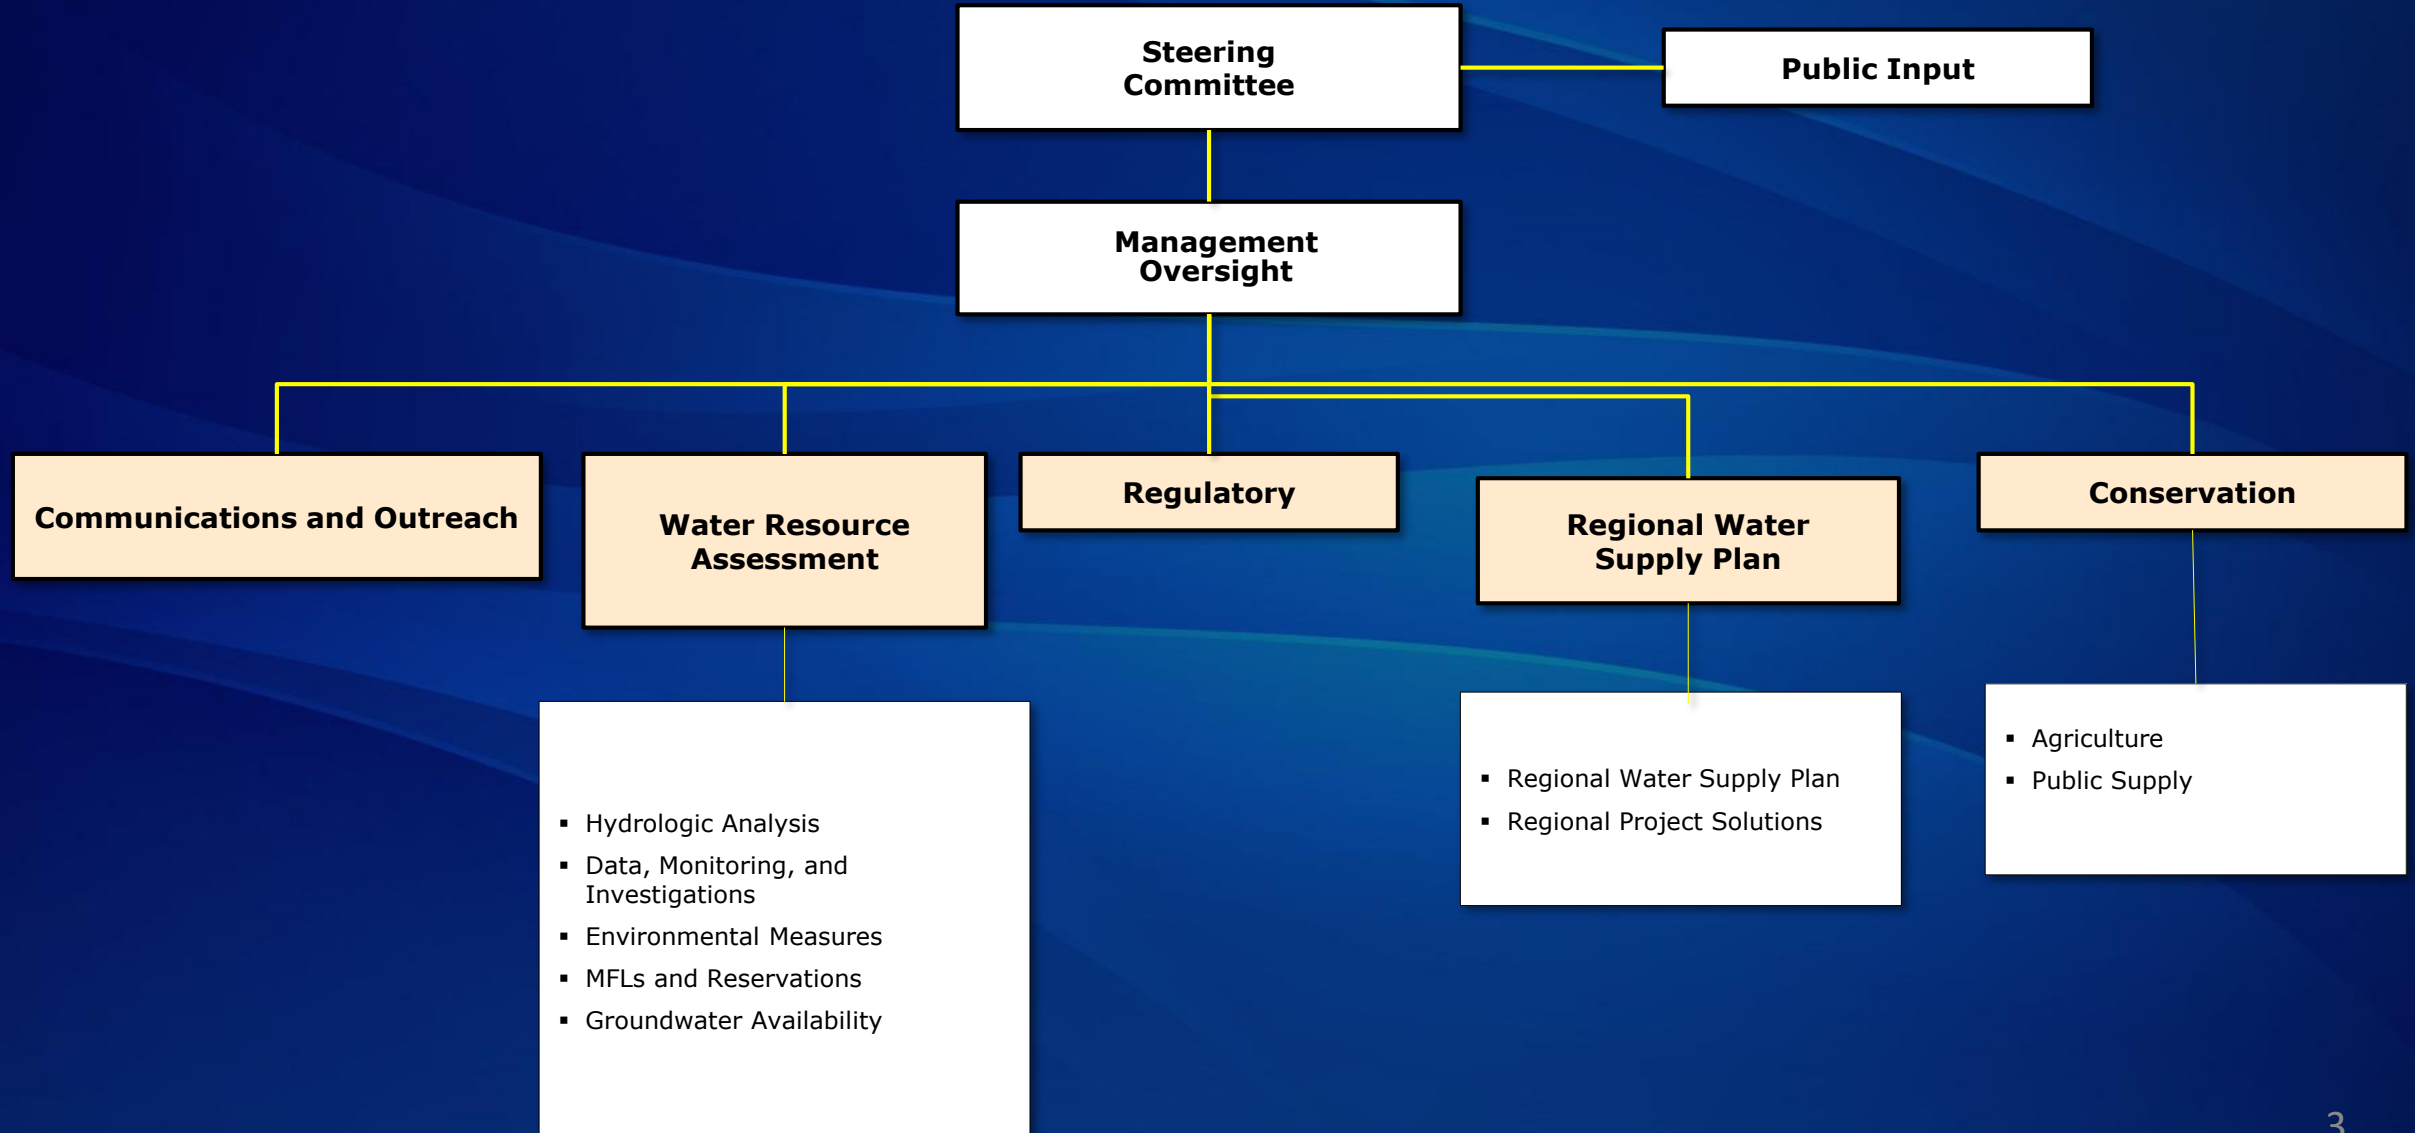 Steering
Committee
Public Input
Management
Oversight
Communications and Outreach
Water Resource
Assessment
Regulatory
Regional Water
Supply Plan
Conservation
▪ Hydrologic Analysis
▪ Data, Monitoring, and
Investigations
▪ Environmental Measures
▪ MFLs and Reservations
▪ Groundwater Availability
▪ Regional Water Supply Plan
▪ Regional Project Solutions
▪ Agriculture
▪ Public Supply
3